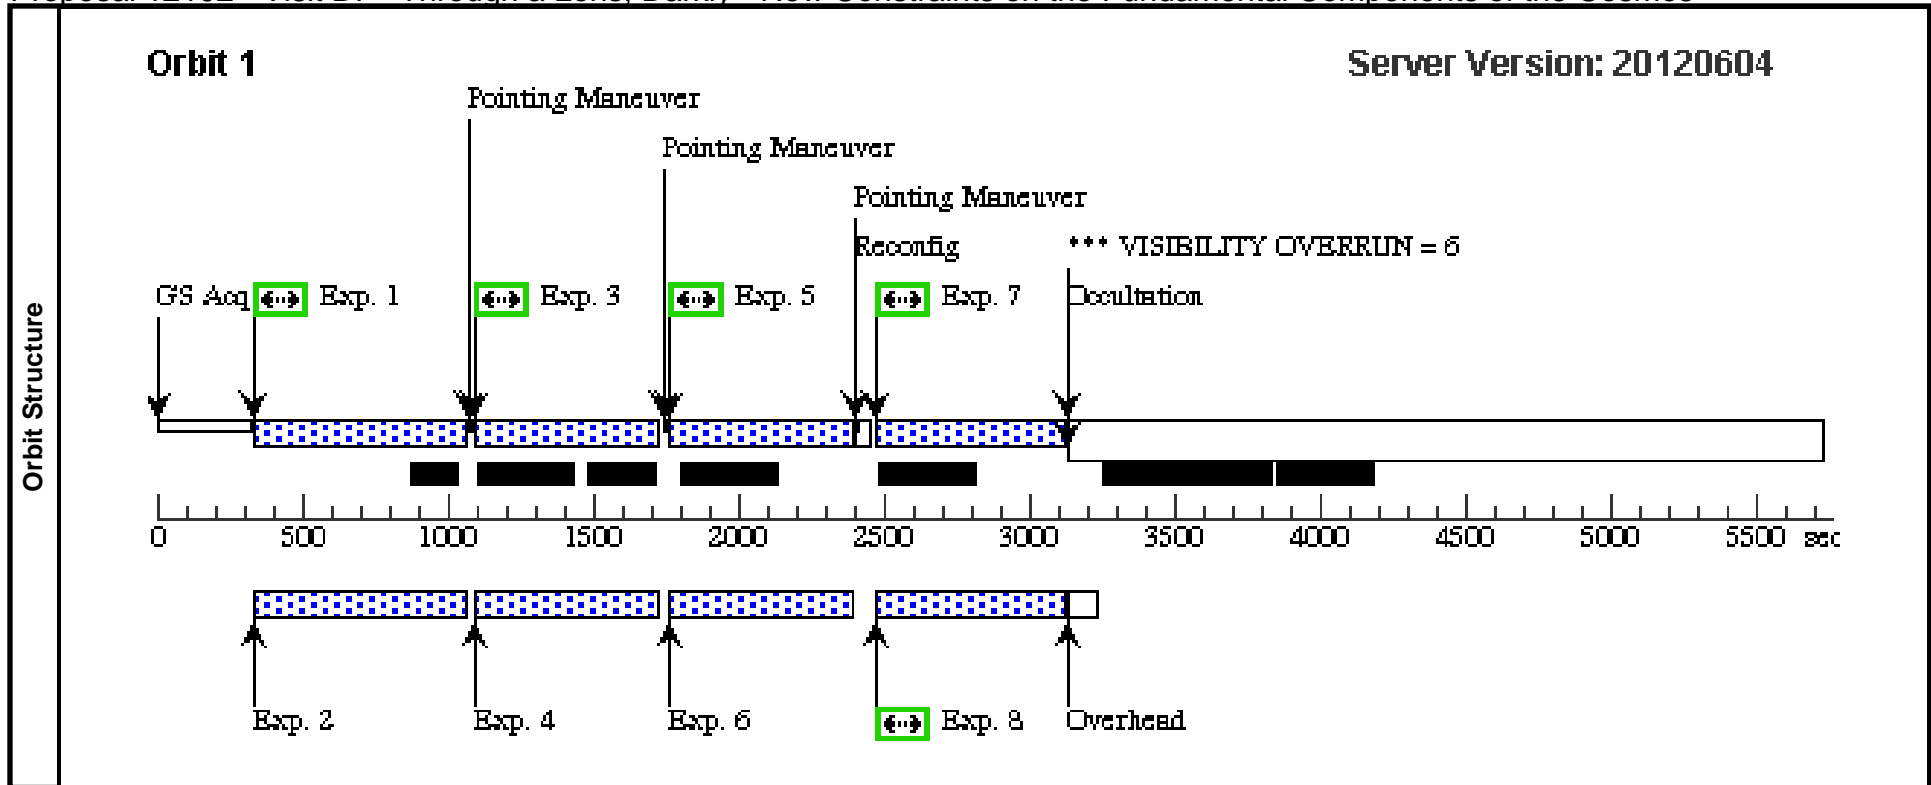 Orbit 1
Server Version: 20120604
Pointing Maneuver
Pointing Maneuver
Pointing Maneuver
Reconfig
*** VISIBILITY OVERRUN = 6
GS Acq
Exp. 1
Exp. 3
Exp. 5
Exp. 7
Occultation
Orbit Structure
0 500 1000 1500 2000 2500 3000 3500 4000 4500 5000 5500 sec
Exp. 2
Exp. 4
Exp. 6
Exp. 8
Overhead